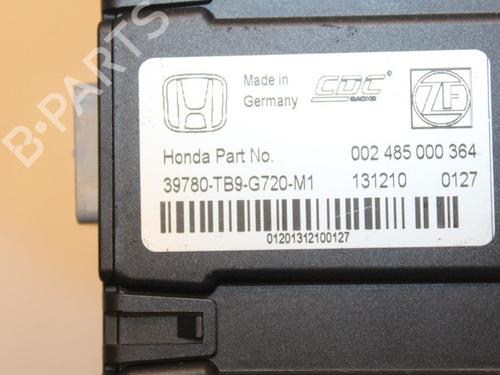 B-PARTS
Made in
Germany
CDC
SACHS
ZF
Honda Part No. 002 485 000 364
39780-TB9-G720-M1 131210 0127
01201312100127